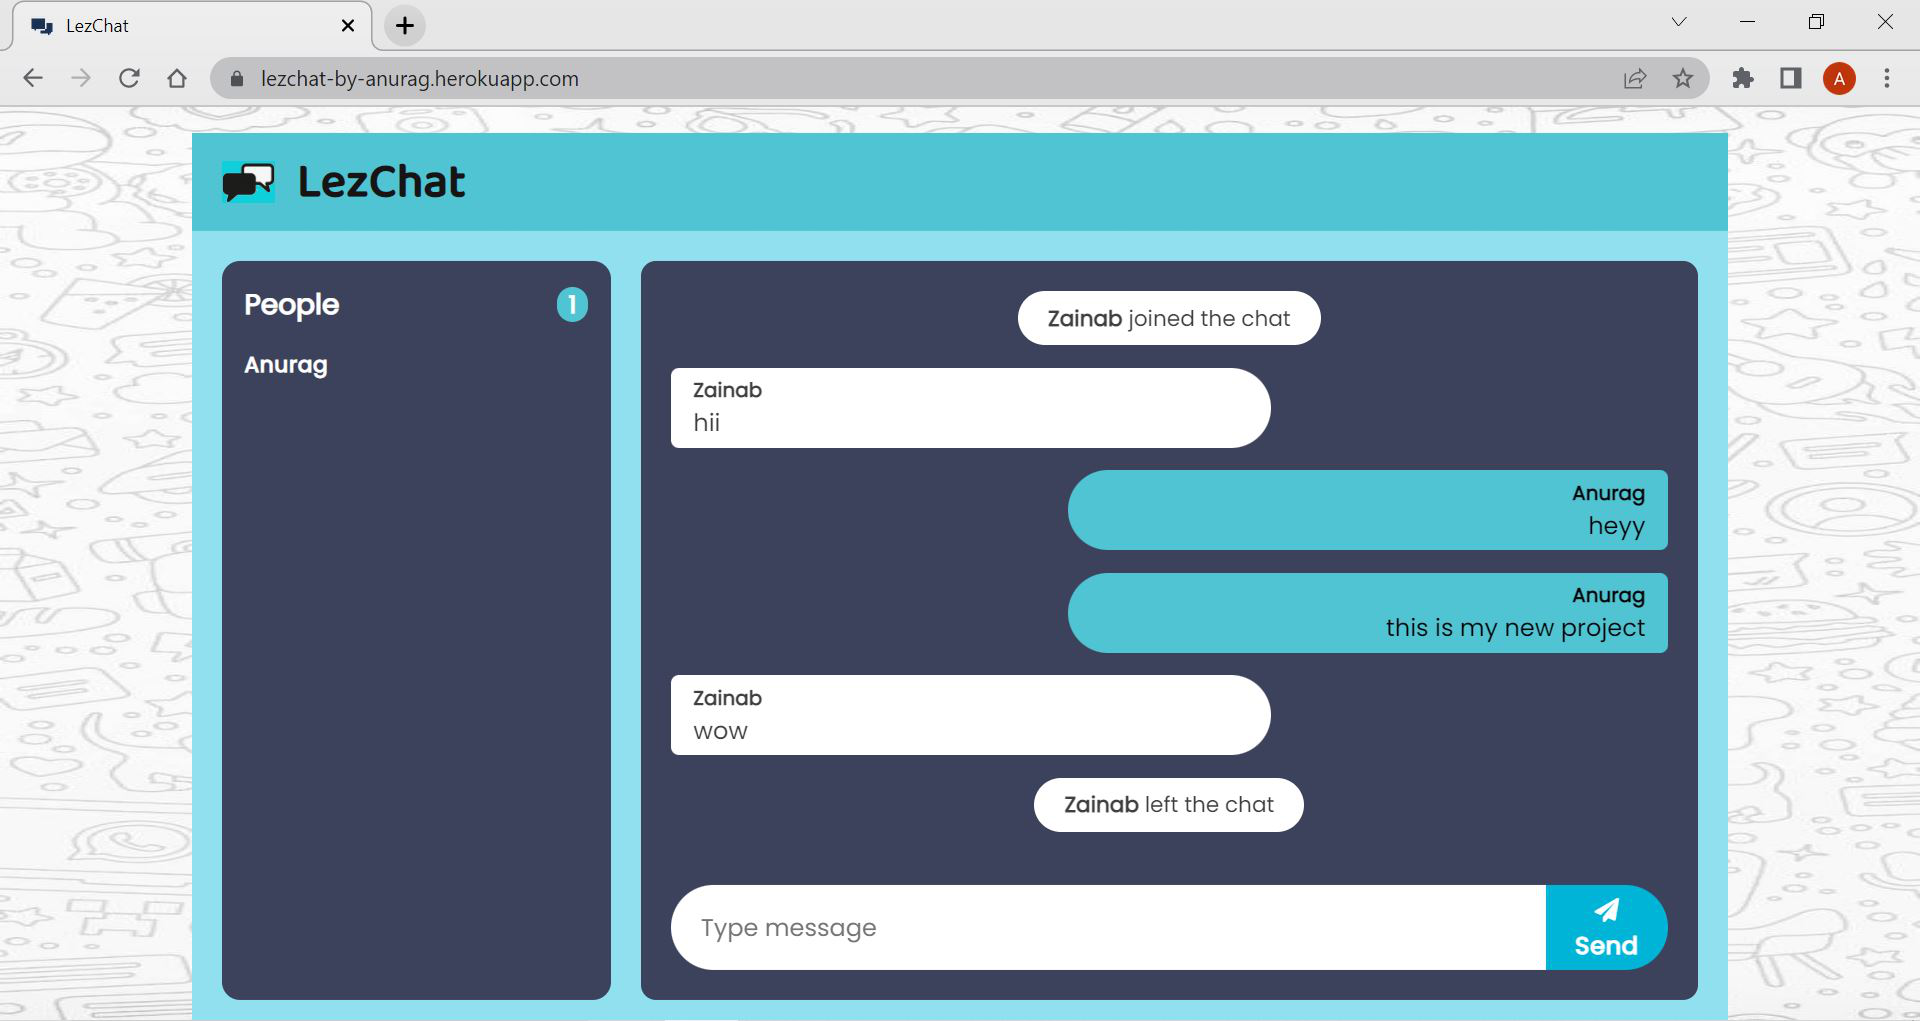 LezChat
lezchat-by-anurag.herokuapp.com
A
LezChat
People 1
Anurag
Zainab joined the chat
Zainab
hii
Anurag
heyy
Anurag
this is my new project
Zainab
wow
Zainab left the chat
Type message
Send